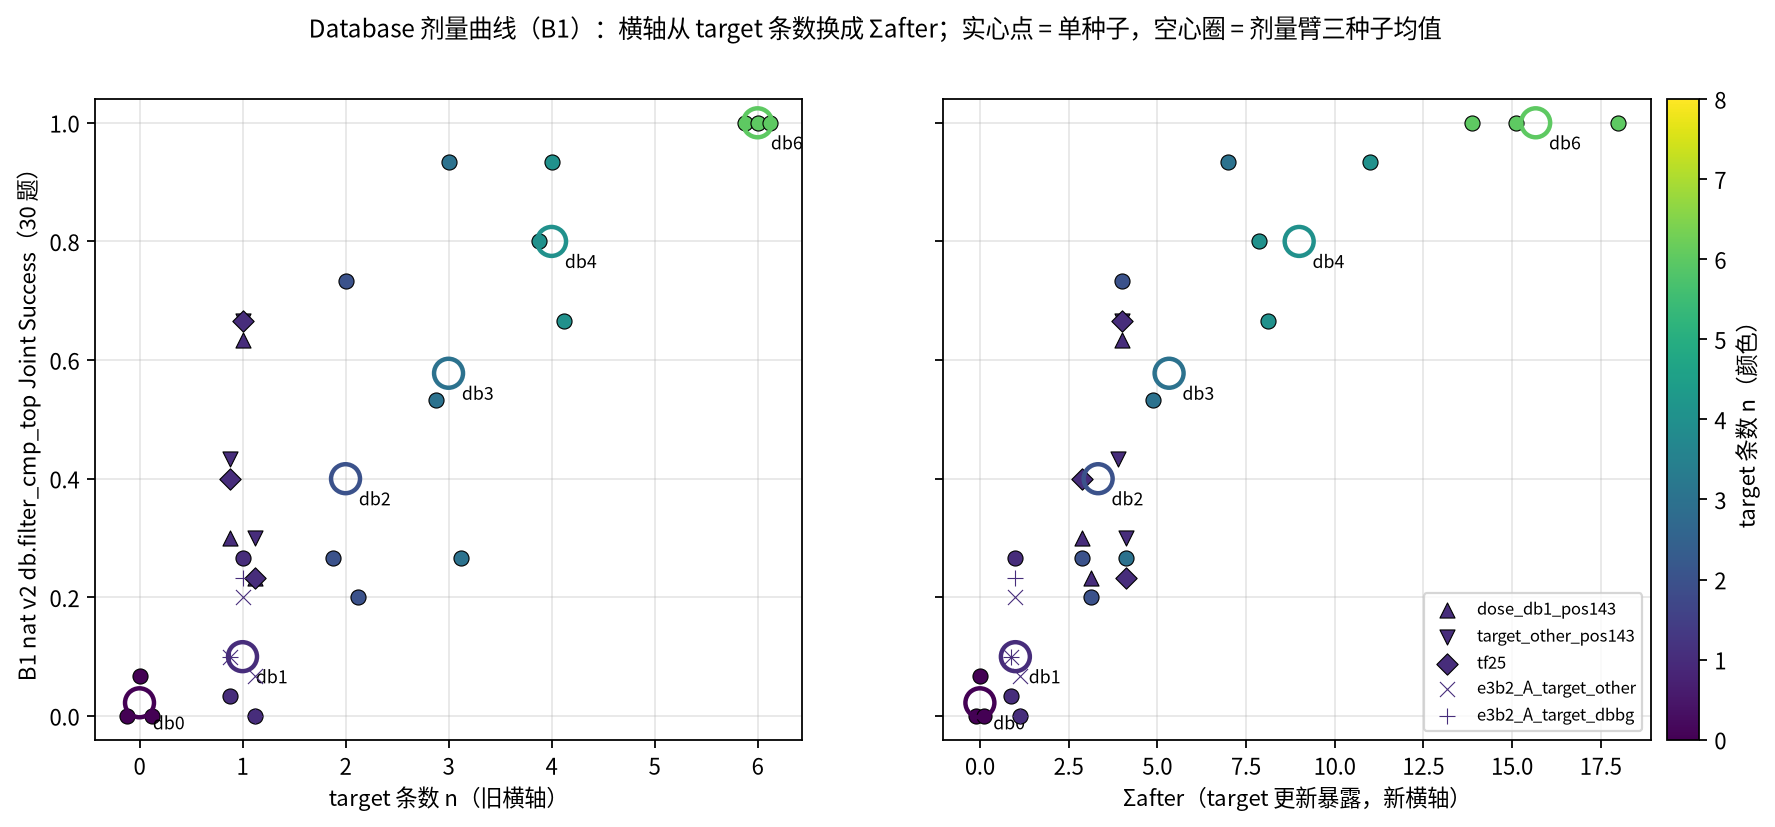 Database 剂量曲线（B1）：横轴从 target 条数换成 Σafter；实心点 = 单种子，空心圈 = 剂量臂三种子均值
B1 nat v2 db.filter_cmp_top Joint Success（30 题）
1.0
0.8
0.6
0.4
0.2
0.0
db6
db4
db3
db2
db1
db0
0 1 2 3 4 5 6
target 条数 n（旧横轴）
db6
db4
db3
db2
db1
db0
dose_db1_pos143
target_other_pos143
tf25
e3b2_A_target_other
e3b2_A_target_dbbg
0.0 2.5 5.0 7.5 10.0 12.5 15.0 17.5
Σafter（target 更新暴露，新横轴）
8
7
6
5
4
3
2
1
0
target 条数 n（颜色）